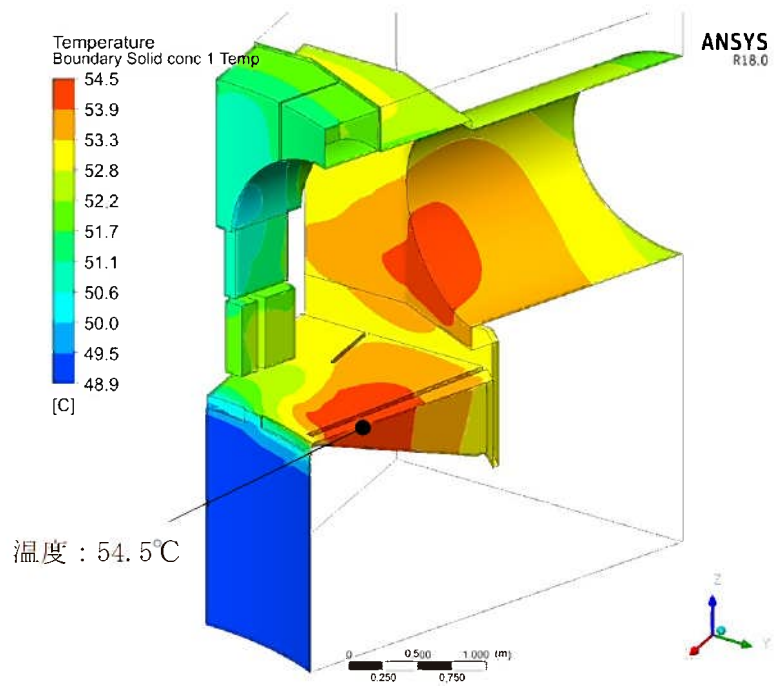 Temperature
Boundary Solid conc 1 Temp
ANSYS
R18.0
54.5
53.9
53.3
52.8
52.2
51.7
51.1
50.6
50.0
49.5
48.9
[C]
温度：54.5℃
Z
Y
0 0.500 1.000 (m)
0.250 0.750